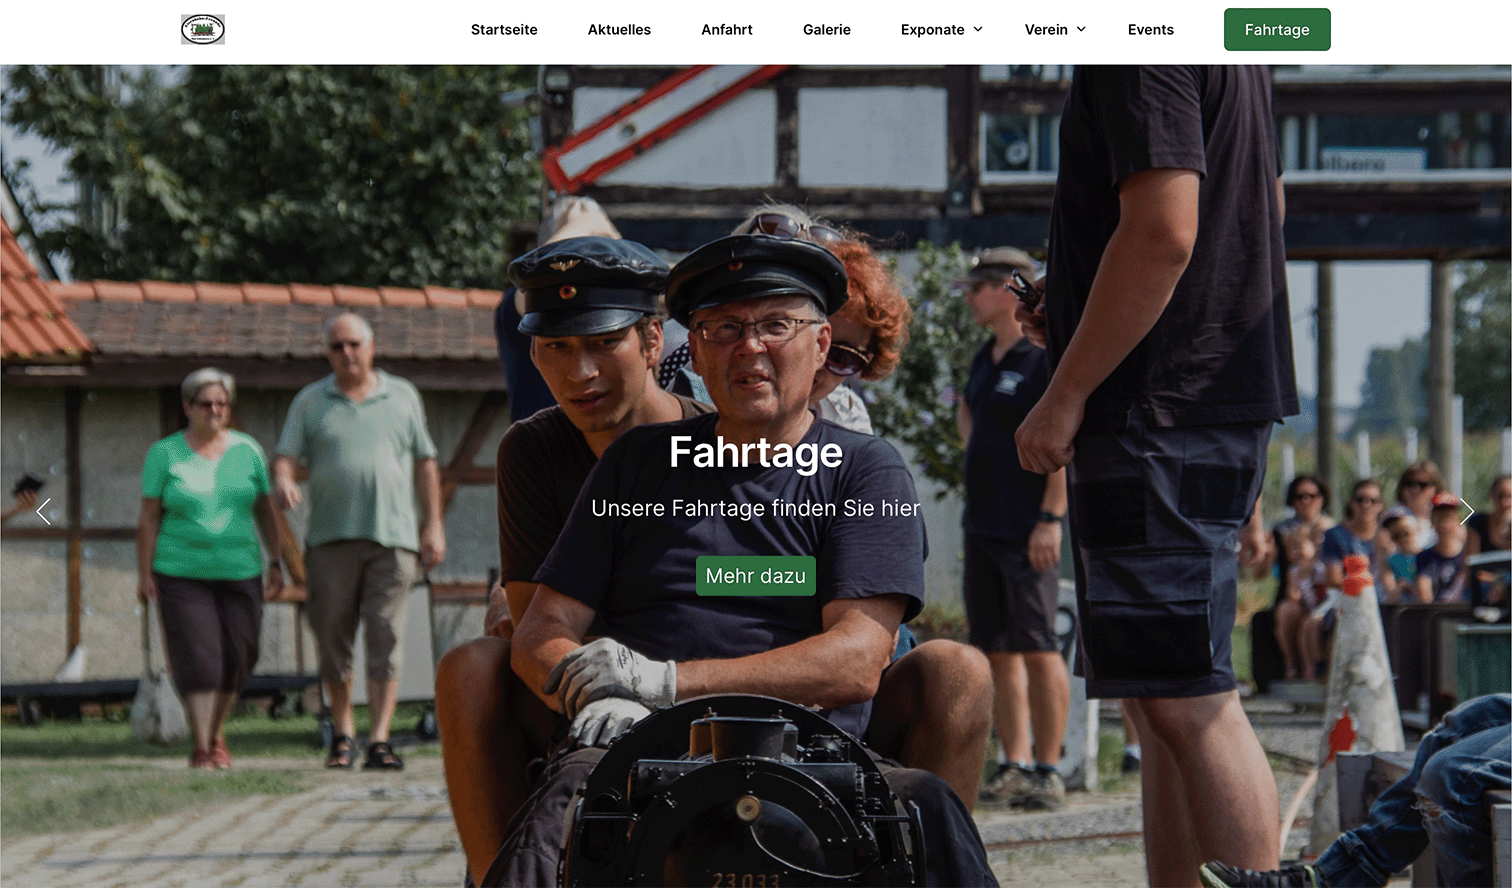 Startseite Aktuelles Anfahrt Galerie Exponate Verein Events Fahrtage
Fahrtage
Unsere Fahrtage finden Sie hier
Mehr dazu
23 033